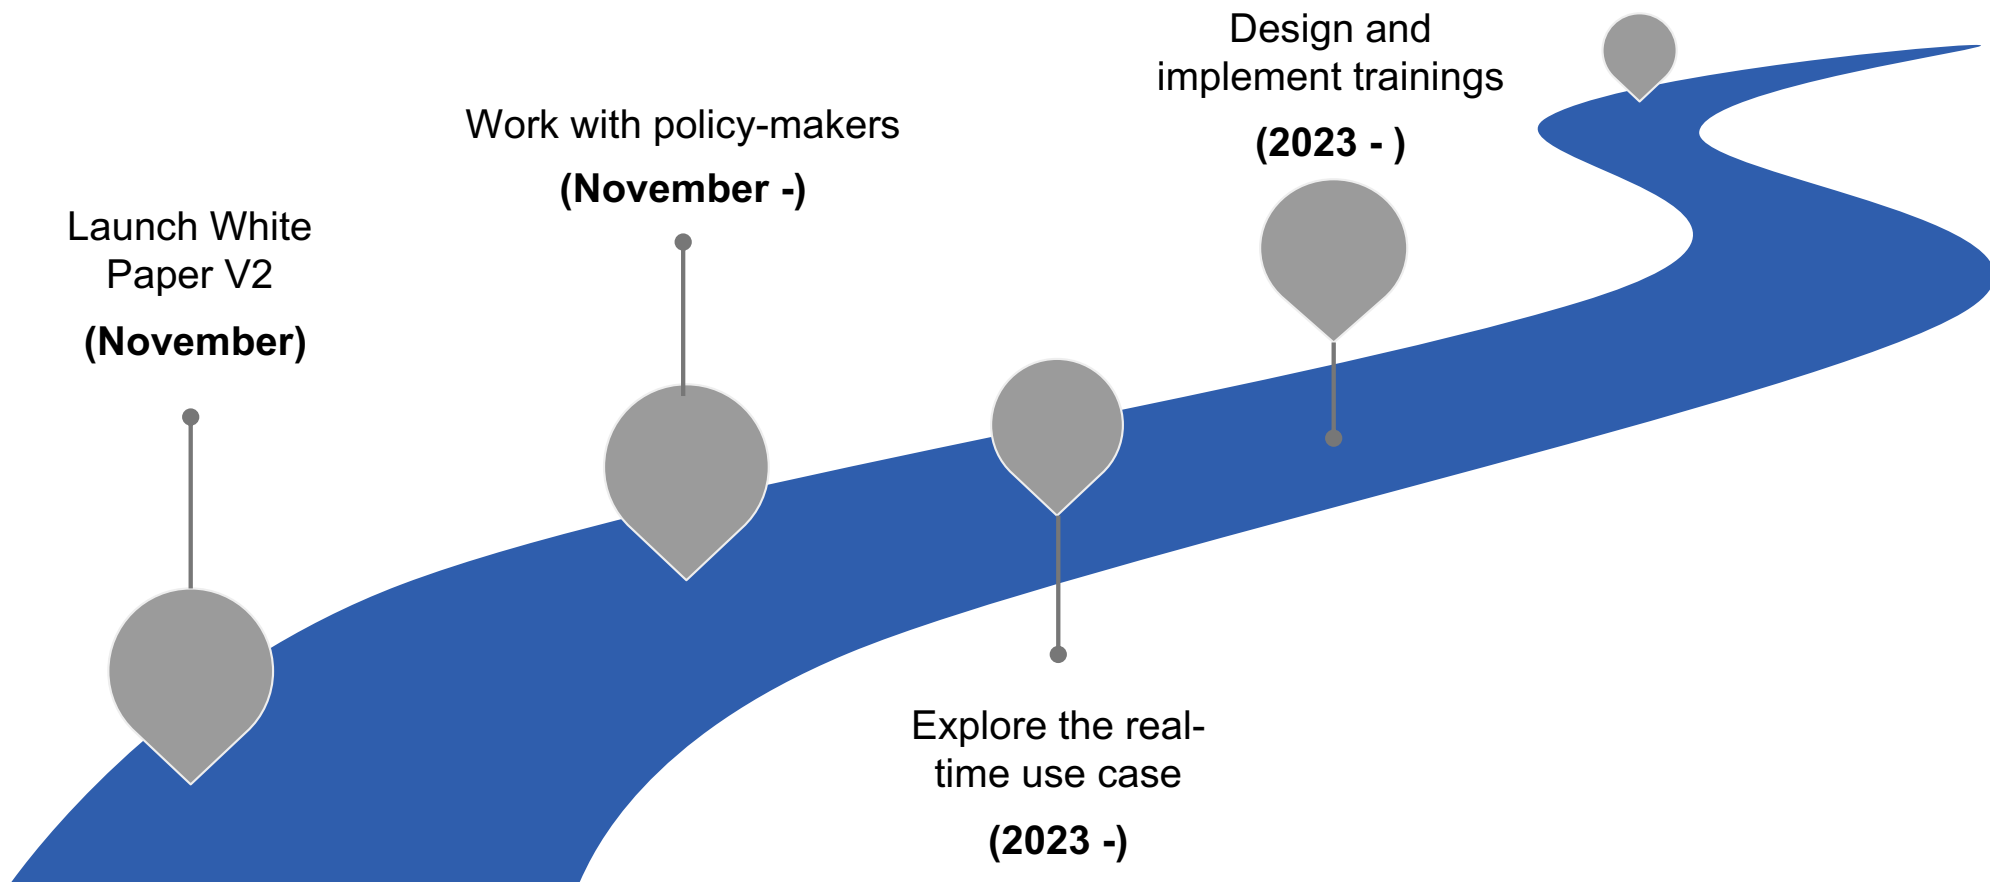 Launch White
Paper V2
(November)
Work with policy-makers
(November -)
Explore the real-
time use case
(2023 -)
Design and
implement trainings
(2023 - )